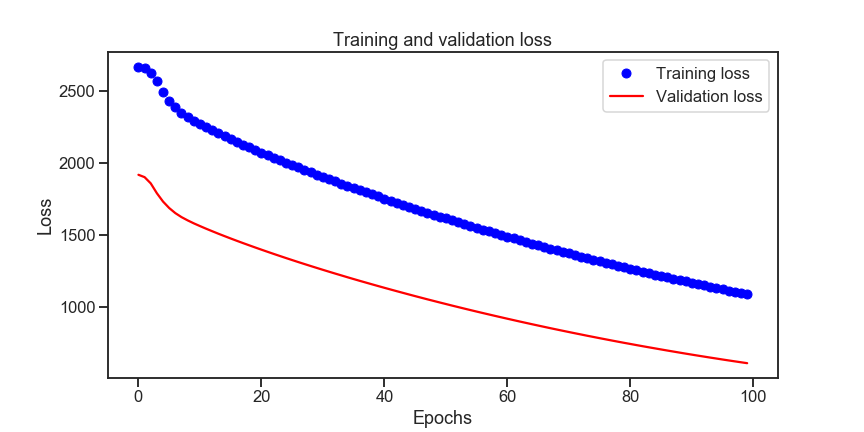 Training and validation loss
Training loss
Validation loss
2500
2000
1500
1000
Loss
0
20
40
60
80
100
Epochs